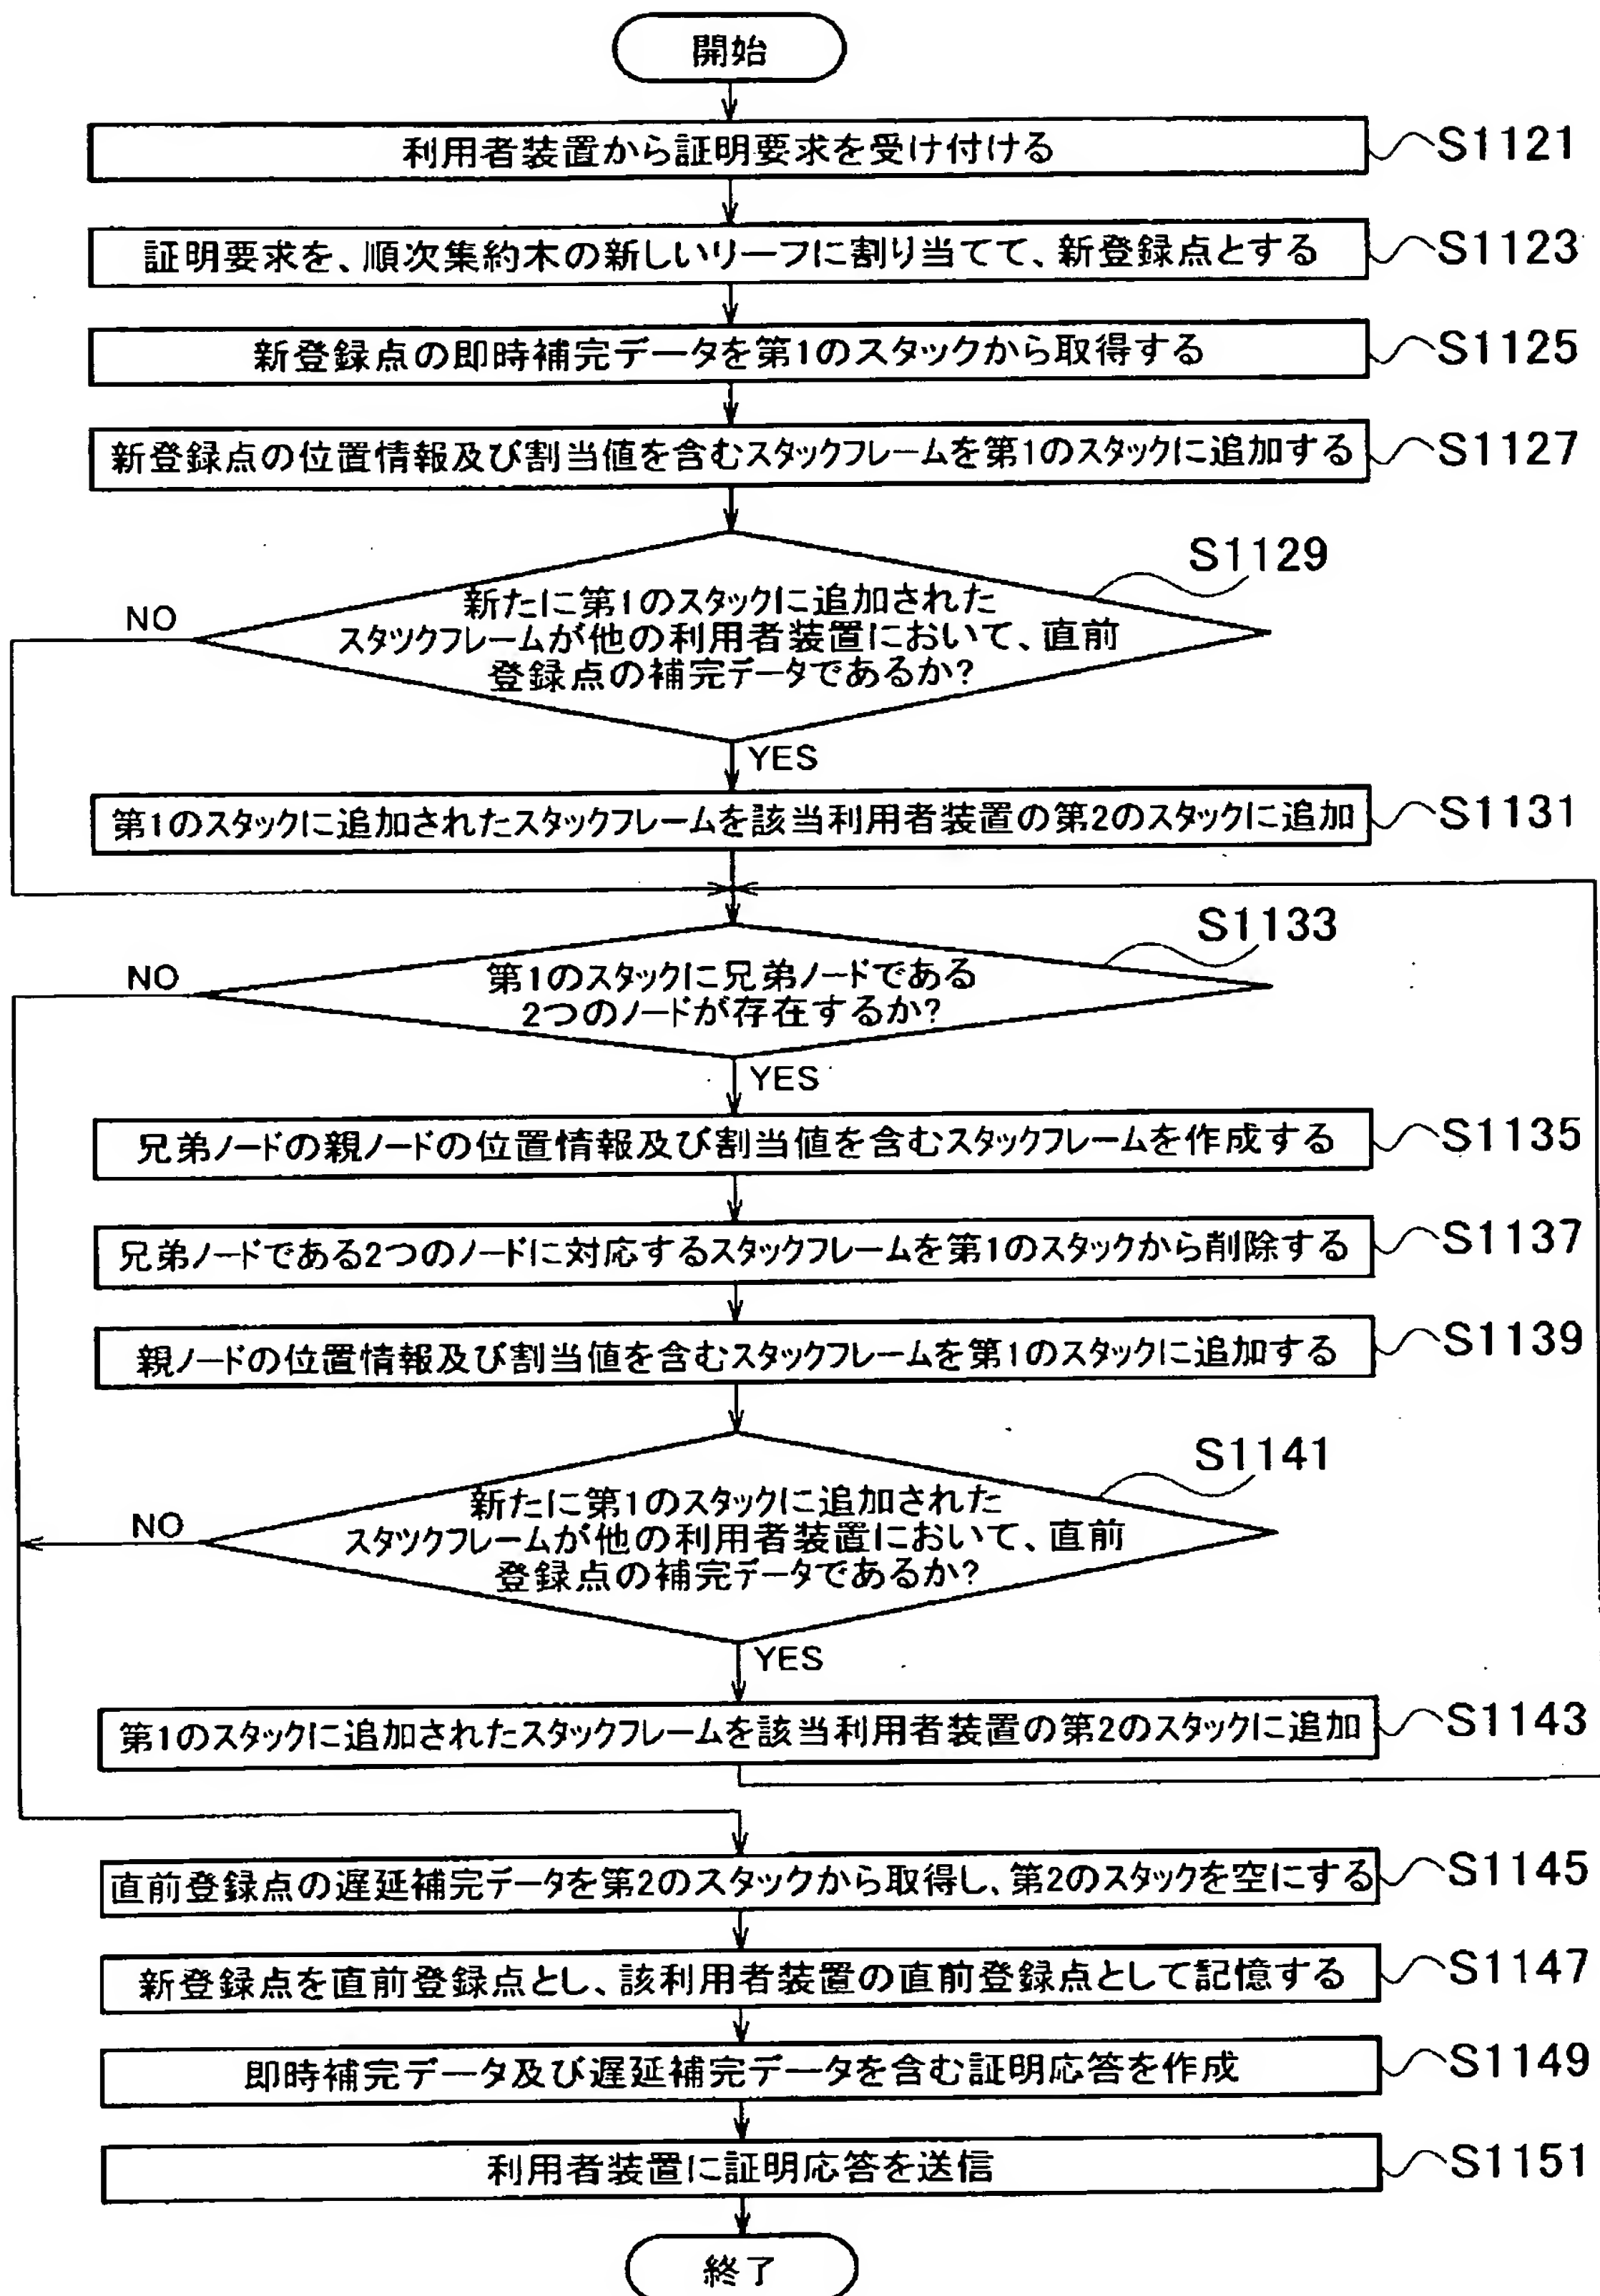 開始
利用者装置から証明要求を受け付ける
S1121
証明要求を、順次集約木の新しいリーフに割り当てて、新登録点とする
S1123
新登録点の即時補完データを第1のスタックから取得する
S1125
新登録点の位置情報及び割当値を含むスタックフレームを第1のスタックに追加する
S1127
S1129
NO
新たに第1のスタックに追加された
スタツクフレームが他の利用者装置において、直前
登録点の補完データであるか?
YES
第1のスタックに追加されたスタックフレームを該当利用者装置の第2のスタックに追加
S1131
S1133
NO
第1のスタックに兄弟ノードである
2つのノードが存在するか?
YES
兄弟ノードの親ノードの位置情報及び割当値を含むスタックフレームを作成する
S1135
兄弟ノードである2つのノードに対応するスタックフレームを第1のスタックから削除する
S1137
親ノードの位置情報及び割当値を含むスタックフレームを第1のスタックに追加する
S1139
S1141
NO
新たに第1のスタックに追加された
スタツクフレームが他の利用者装置において、直前
登録点の補完データであるか?
YES
第1のスタックに追加されたスタックフレームを該当利用者装置の第2のスタックに追加
S1143
直前登録点の遅延補完データを第2のスタックから取得し、第2のスタックを空にする
S1145
新登録点を直前登録点とし、該利用者装置の直前登録点として記憶する
S1147
即時補完データ及び遅延補完データを含む証明応答を作成
S1149
利用者装置に証明応答を送信
S1151
終了